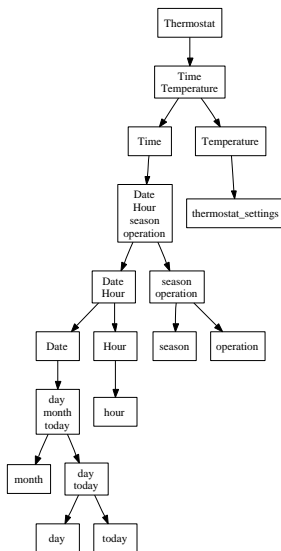 Thermostat
Time
Temperature
Time
Temperature
Date
Hour
season
operation
thermostat_settings
Date
Hour
season
operation
Date
Hour
season
operation
day
month
today
hour
month
day
today
day
today